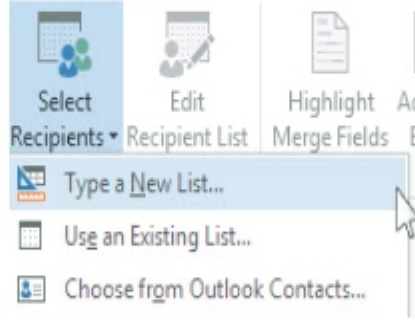 Select Edit Highlight
Recipients Recipient List Merge Fields
Type a New List...
Use an Existing List...
Choose from Outlook Contacts...